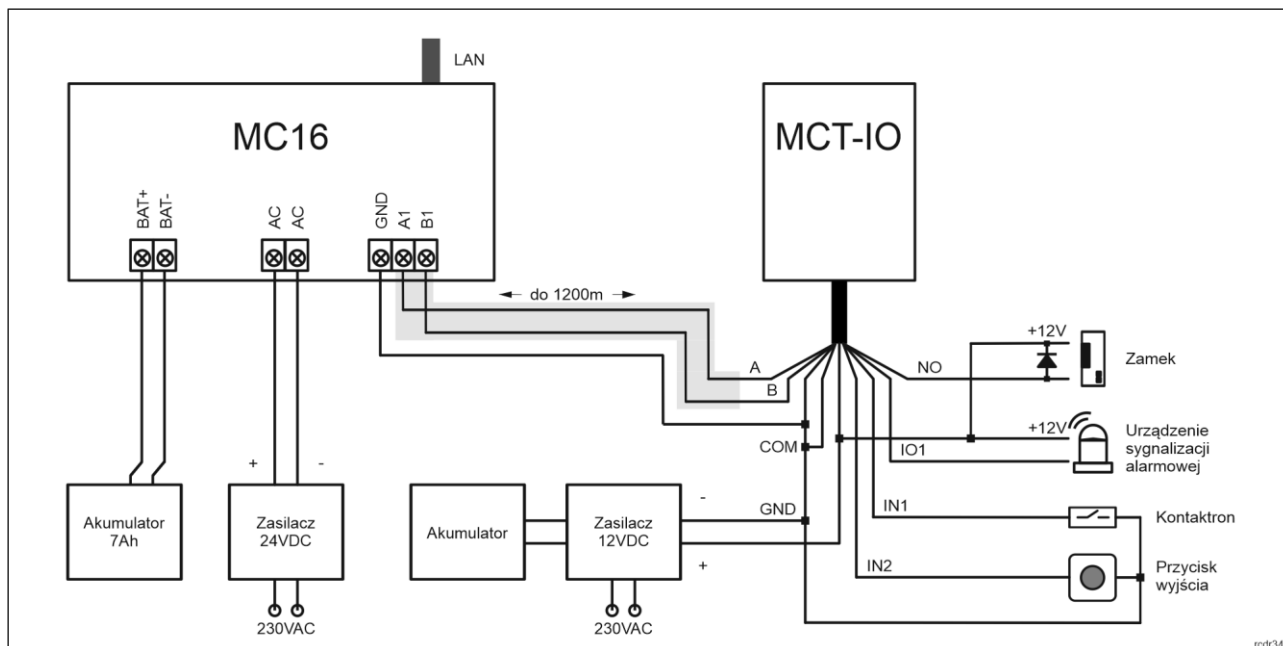 LAN
MC16
MCT-IO
BAT+
BAT-
AC
AC
GND
A1
B1
do 1200m
+12V
Zamek
NO
A
B
+12V
Urządzenie
sygnalizacji
alarmowej
COM
IO1
+
-
Akumulator
7Ah
Zasilacz
24VDC
Akumulator
Zasilacz
12VDC
-
GND
+
IN1
Kontaktron
IN2
Przycisk
wyjścia
230VAC
230VAC
rcdr34